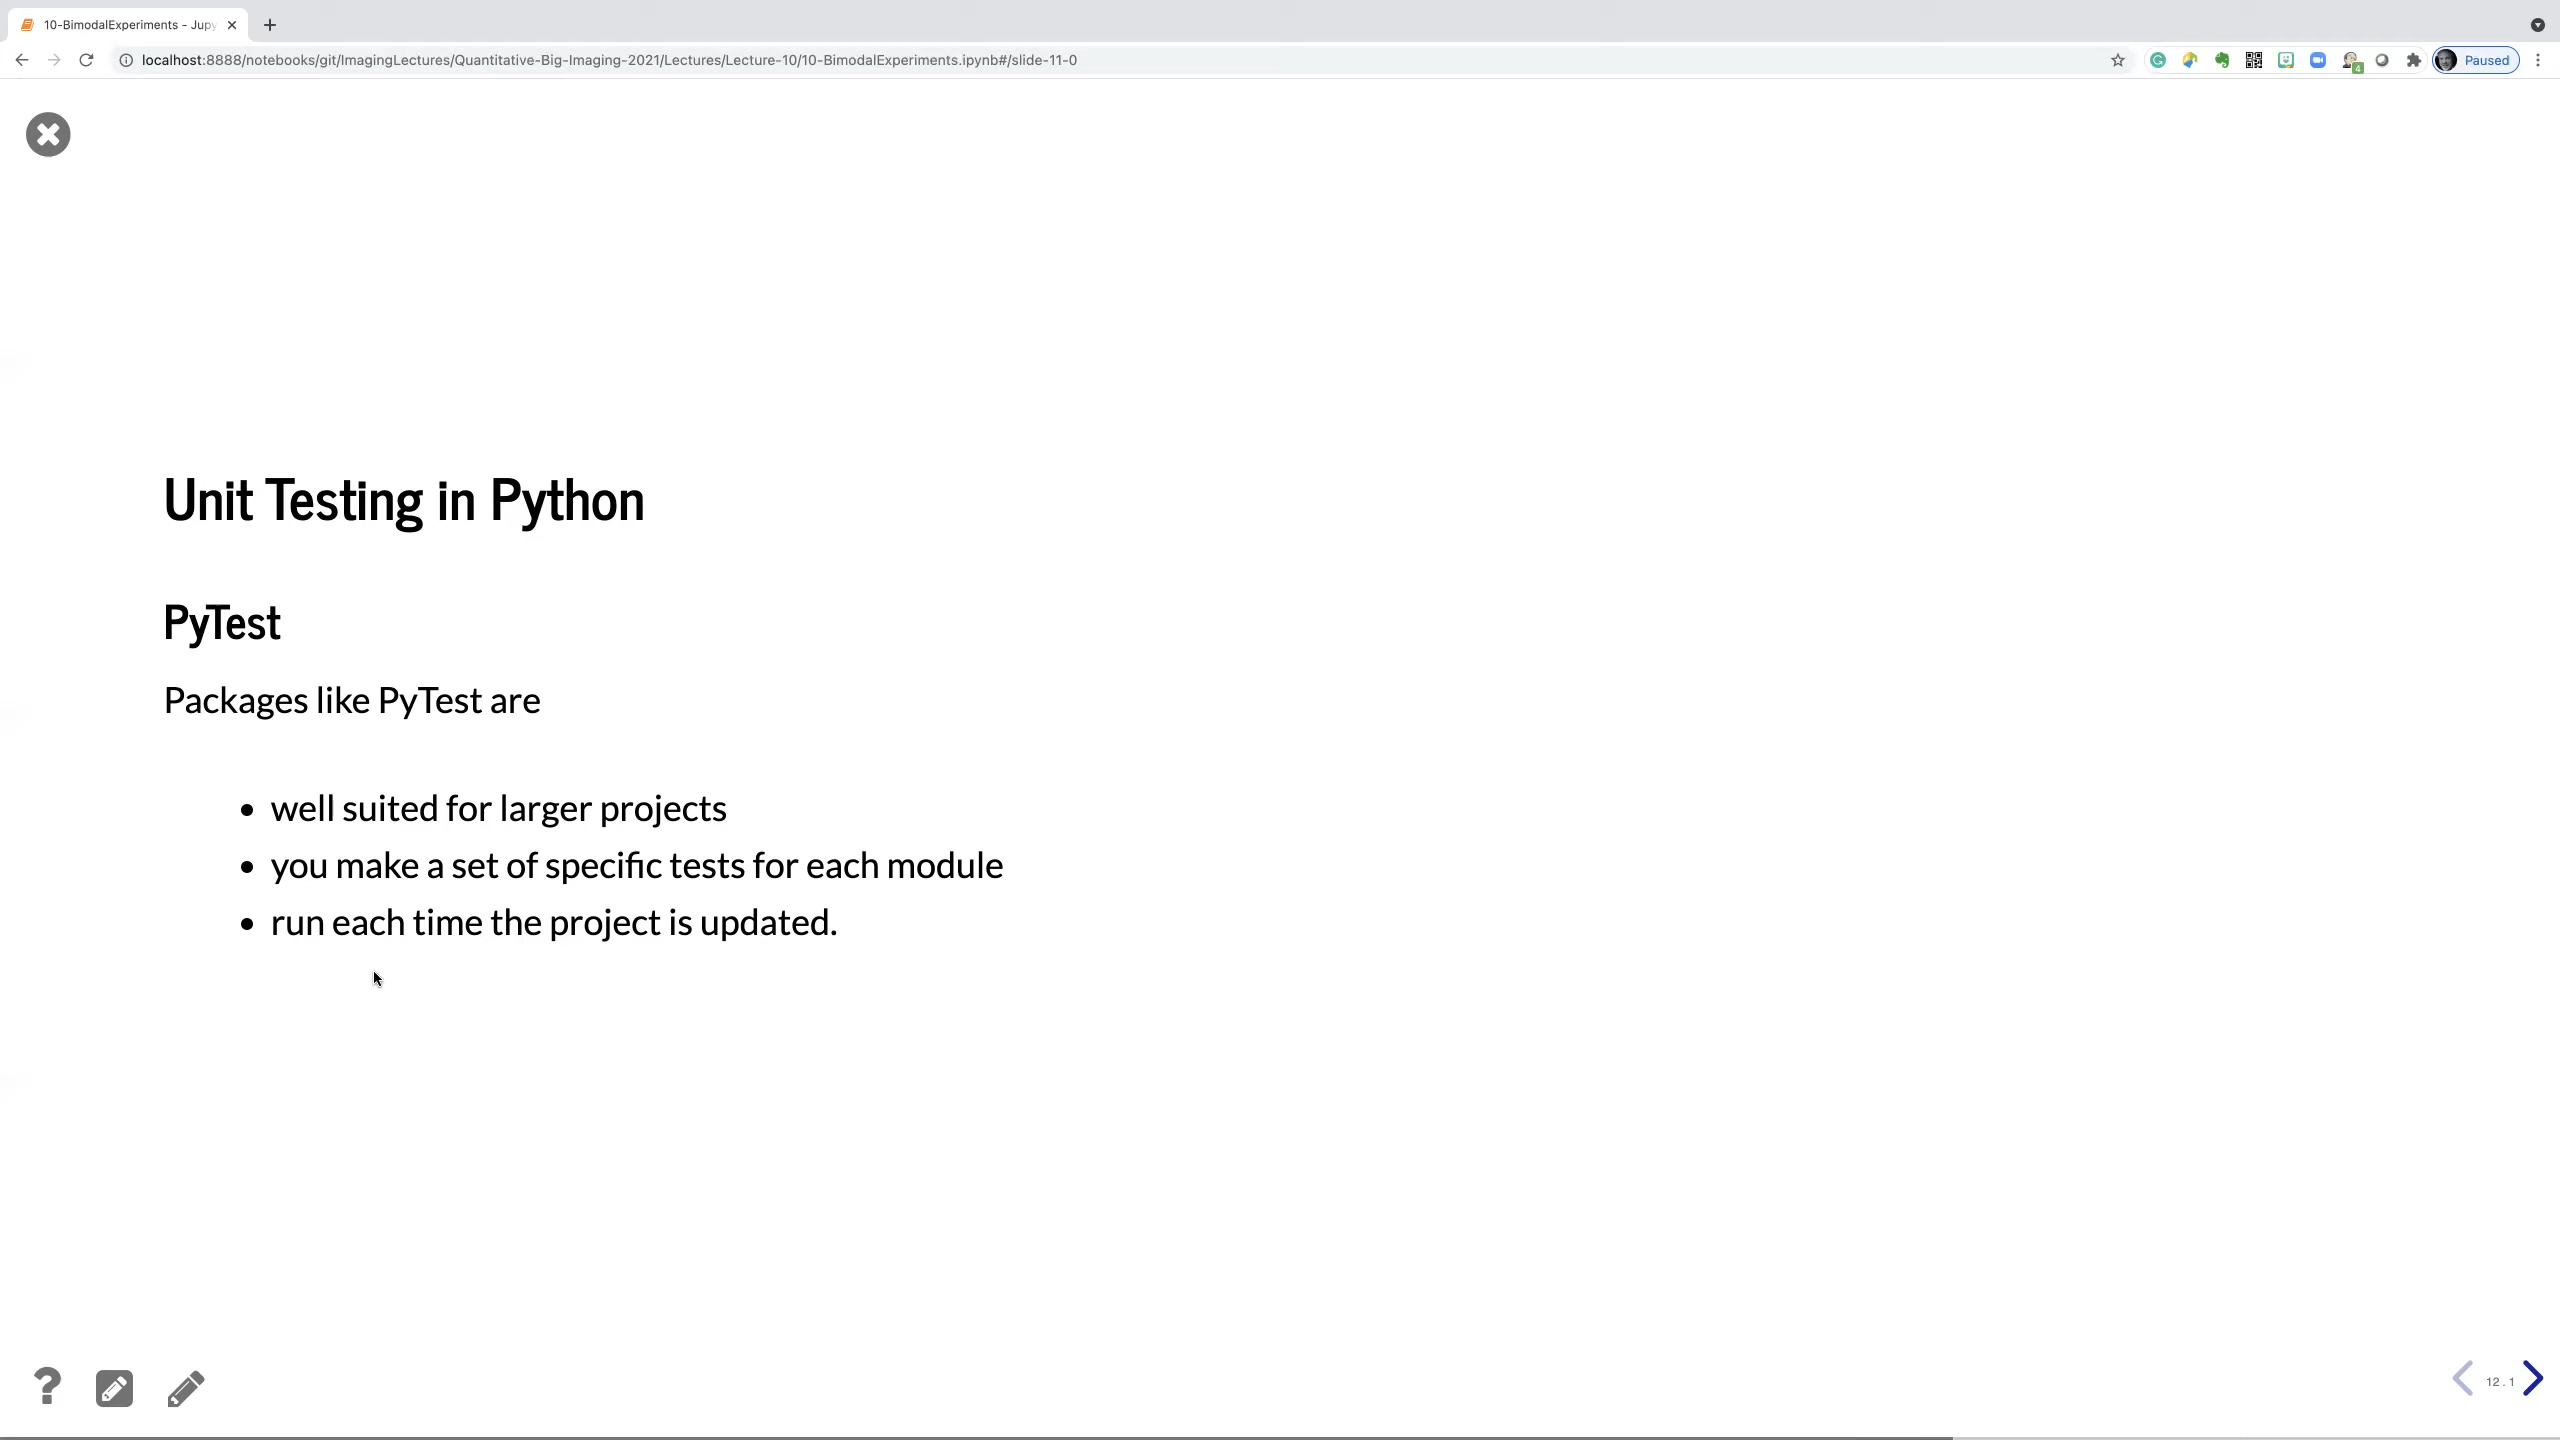 10-BimodalExperiments - Jupy
localhost:8888/notebooks/git/ImagingLectures/Quantitative-Big-Imaging-2021/Lectures/Lecture-10/10-BimodalExperiments.ipynb#/slide-11-0
4
Paused
Unit Testing in Python
PyTest
Packages like PyTest are
• well suited for larger projects
• you make a set of specific tests for each module
• run each time the project is updated.
12.1